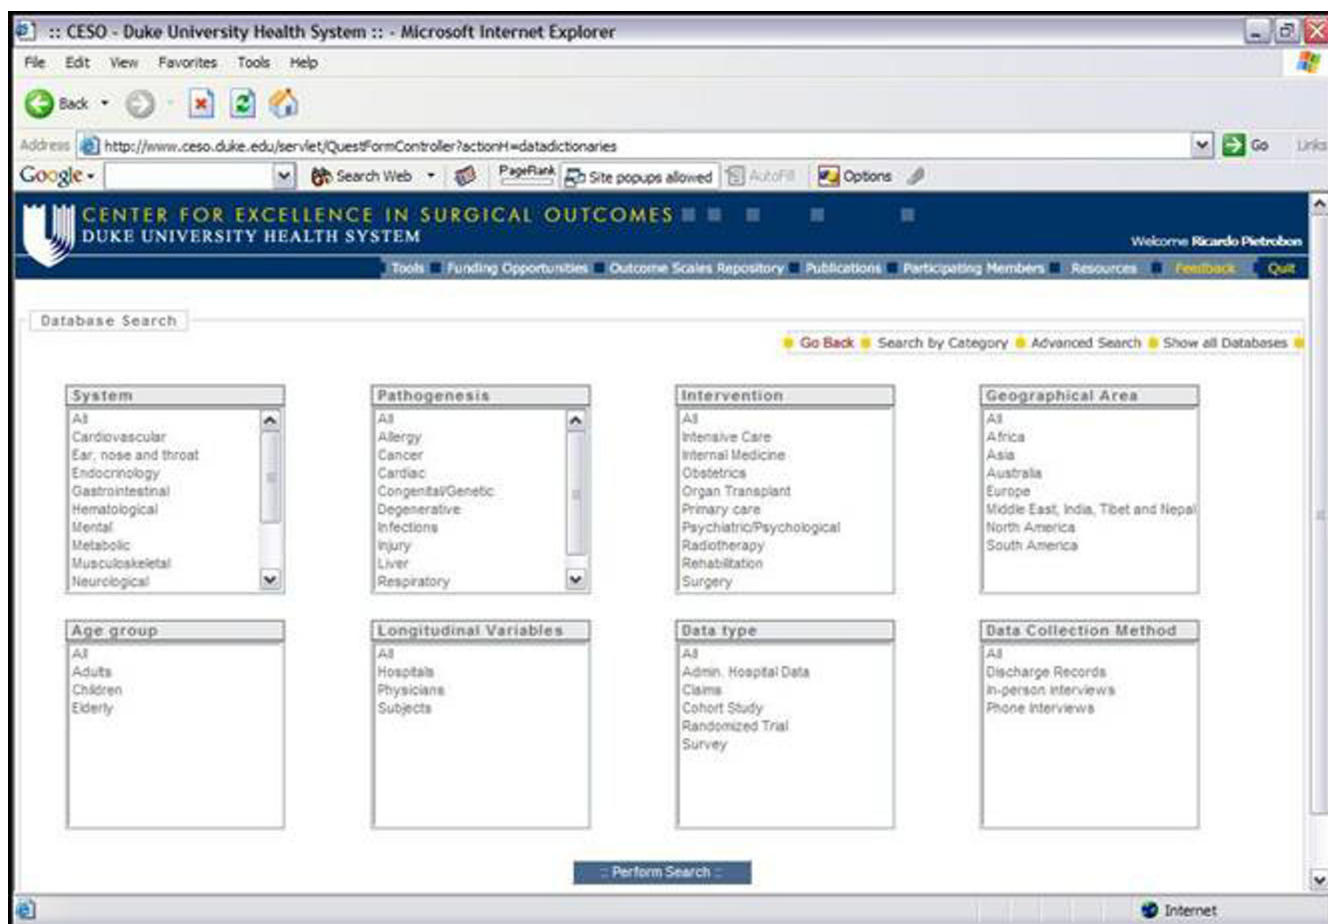 :: CESO - Duke University Health System :: - Microsoft Internet Explorer
File Edit View Favorites Tools Help
Back
Address http://www.ceso.duke.edu/servlet/QuestFormController?actionH=datadictionaries Go Links
Google Search Web PageRank Site popups allowed AutoFill Options
CENTER FOR EXCELLENCE IN SURGICAL OUTCOMES
DUKE UNIVERSITY HEALTH SYSTEM
Welcome Ricardo Pietrobon
Tools Funding Opportunities Outcome Scales Repository Publications Participating Members Resources Feedback Quit
Database Search
Go Back Search by Category Advanced Search Show all Databases
System
All
Cardiovascular
Ear, nose and throat
Endocrinology
Gastrointestinal
Hematological
Mental
Metabolic
Musculoskeletal
Neurological
Pathogenesis
All
Allergy
Cancer
Cardiac
Congenital/Genetic
Degenerative
Infections
Injury
Liver
Respiratory
Intervention
All
Intensive Care
Internal Medicine
Obstetrics
Organ Transplant
Primary care
Psychiatric/Psychological
Radiotherapy
Rehabilitation
Surgery
Geographical Area
All
Africa
Asia
Australia
Europe
Middle East, India, Tibet and Nepal
North America
South America
Age group
All
Adults
Children
Elderly
Longitudinal Variables
All
Hospitals
Physicians
Subjects
Data type
All
Admin. Hospital Data
Claims
Cohort Study
Randomized Trial
Survey
Data Collection Method
All
Discharge Records
In-person Interviews
Phone Interviews
:: Perform Search ::
Internet